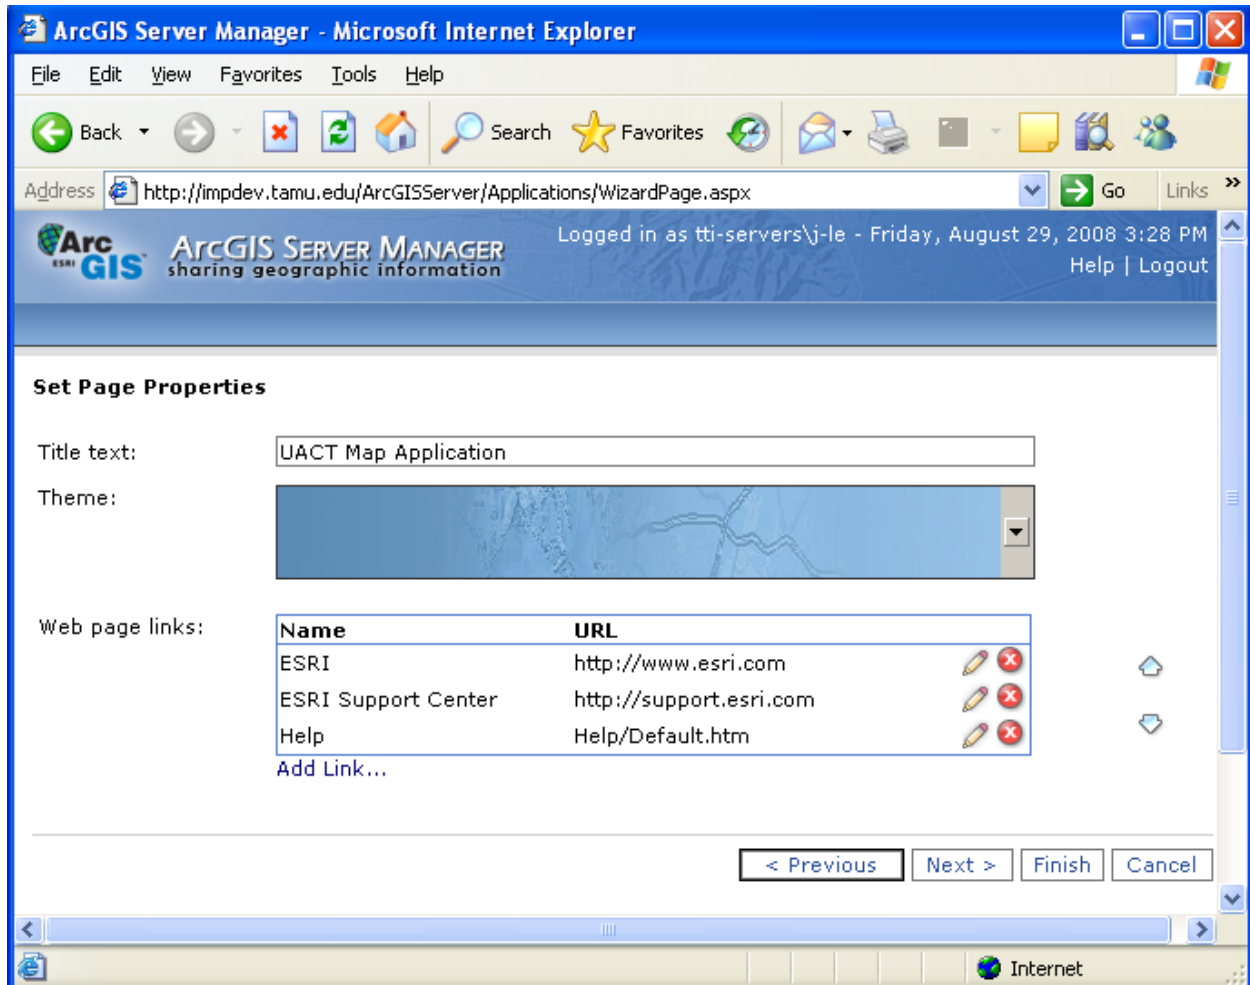 ArcGIS Server Manager - Microsoft Internet Explorer
File Edit View Favorites Tools Help
Back Search Favorites
Address http://impdev.tamu.edu/ArcGISServer/Applications/WizardPage.aspx Go Links »
Arc GIS ESRI
ArcGIS SERVER MANAGER
sharing geographic information
Logged in as tti-servers\j-le - Friday, August 29, 2008 3:28 PM
Help | Logout
Set Page Properties
Title text: UACT Map Application
Theme:
Web page links:
Name URL
ESRI http://www.esri.com
ESRI Support Center http://support.esri.com
Help Help/Default.htm
Add Link...
< Previous Next > Finish Cancel
Internet